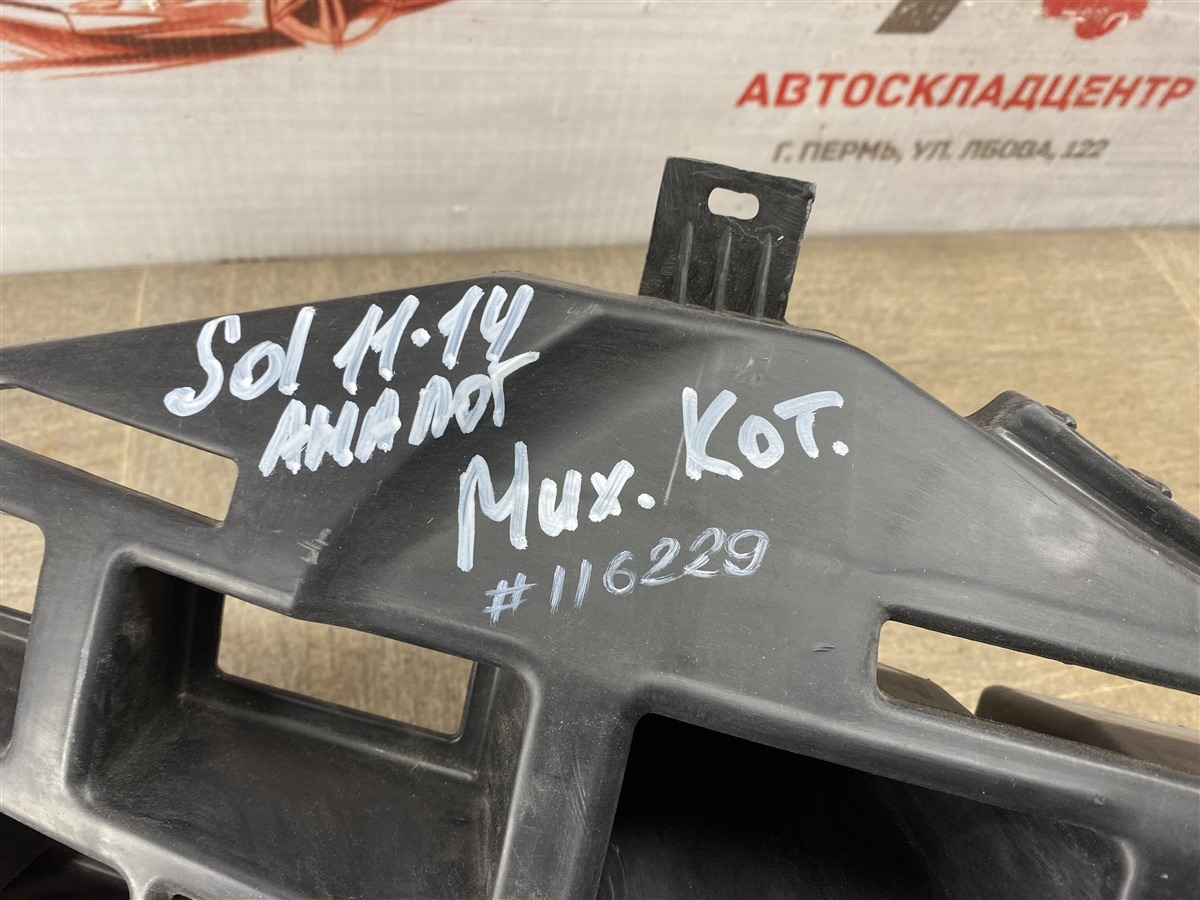 АВТОСКЛАДЦЕНТР
Г. ПЕРМЬ, УЛ. ЛБОВА, 122
Sol 11.14
АНАЛОГ
Мих. Кот.
#116229